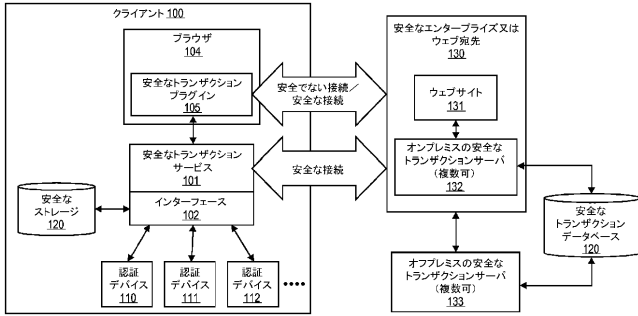 クライアント 100
ブラウザ
104
安全なトランザクション
プラグイン
105
安全なトランザクション
サービス
101
インターフェース
102
安全な
ストレージ
120
認証
デバイス
110
認証
デバイス
111
認証
デバイス
112
安全でない接続／
安全な接続
安全な接続
安全なエンタープライズ又は
ウェブ宛先
130
ウェブサイト
131
オンプレミスの安全な
トランザクションサーバ
(複数可)
132
オフプレミスの安全な
トランザクションサーバ
(複数可)
133
安全な
トランザクション
データベース
120